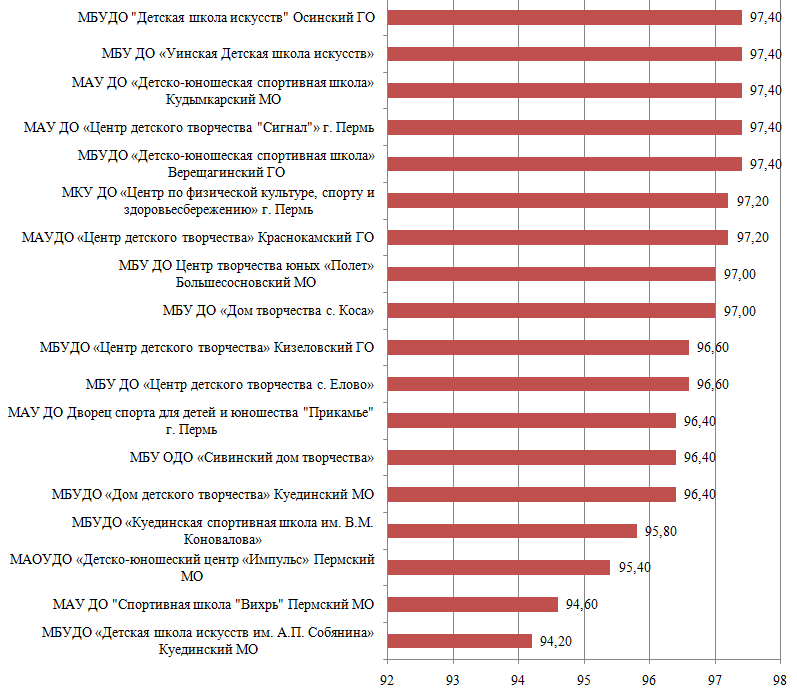 МБУДО "Детская школа искусств" Осинский ГО
97,40
МБУ ДО «Уинская Детская школа искусств»
97,40
МАУ ДО «Детско-юношеская спортивная школа»
Кудымкарский МО
97,40
МАУ ДО «Центр детского творчества "Сигнал"» г. Пермь
97,40
МБУДО «Детско-юношеская спортивная школа»
Верещагинский ГО
97,40
МКУ ДО «Центр по физической культуре, спорту и
здоровьесбережению» г. Пермь
97,20
МАУДО «Центр детского творчества» Краснокамский ГО
97,20
МБУ ДО Центр творчества юных «Полет»
Большесосновский МО
97,00
МБУ ДО «Дом творчества с. Коса»
97,00
МБУДО «Центр детского творчества» Кизеловский ГО
96,60
МБУ ДО «Центр детского творчества с. Елово»
96,60
МАУ ДО Дворец спорта для детей и юношества "Прикамье"
г. Пермь
96,40
МБУ ОДО «Сивинский дом творчества»
96,40
МБУДО «Дом детского творчества» Куединский МО
96,40
МБУДО «Куединская спортивная школа им. В.М.
Коновалова»
95,80
МАОУДО «Детско-юношеский центр «Импульс» Пермский
МО
95,40
МАУ ДО "Спортивная школа "Вихрь" Пермский МО
94,60
МБУДО «Детская школа искусств им. А.П. Собянина»
Куединский МО
94,20
92 93 94 95 96 97 98